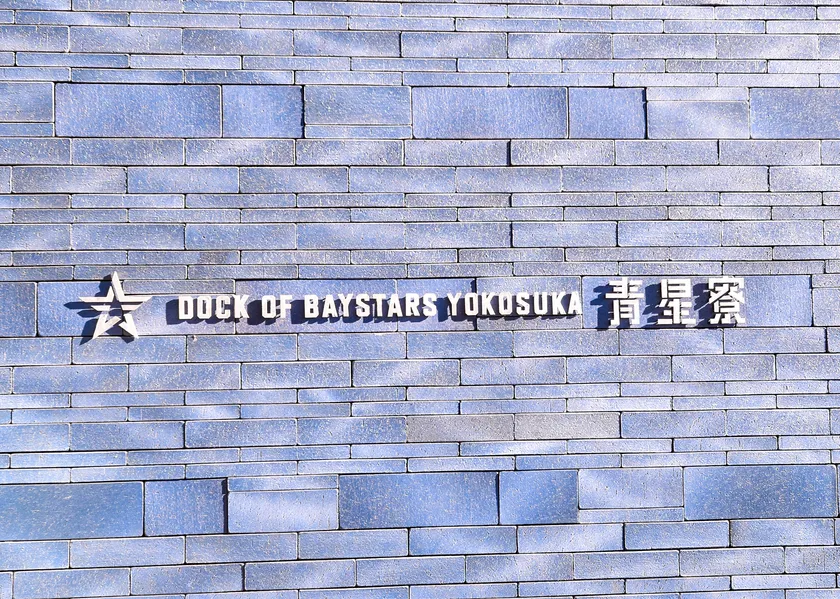 DOCK OF BAYSTARS YOKOSUKA 青星寮